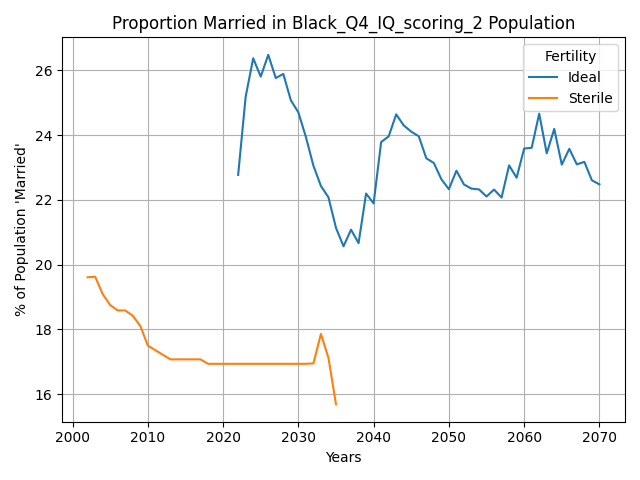 Proportion Married in Black_Q4_IQ_scoring_2 Population
% of Population 'Married'
26
24
22
20
18
16
Fertility
Ideal
Sterile
2000 2010 2020 2030 2040 2050 2060 2070
Years